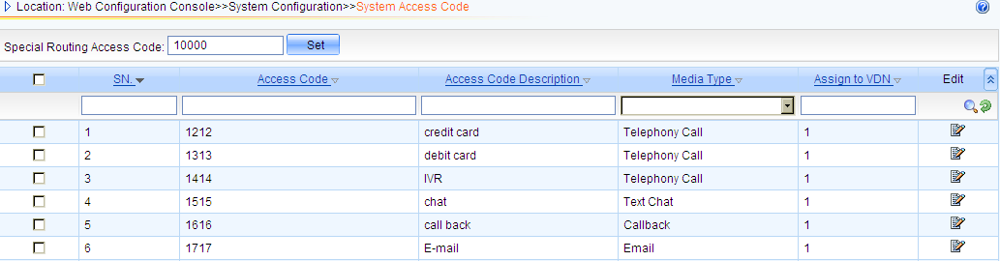 Location: Web Configuration Console>>System Configuration>>System Access Code
Special Routing Access Code: 10000 Set
SN. Access Code Access Code Description Media Type Assign to VDN Edit
1 1212 credit card Telephony Call 1
2 1313 debit card Telephony Call 1
3 1414 IVR Telephony Call 1
4 1515 chat Text Chat 1
5 1616 call back Callback 1
6 1717 E-mail Email 1